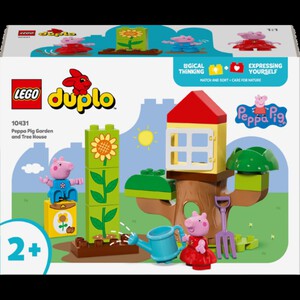 LOGICAL
THINKING
EXPRESSING
YOURSELF
LEGO
duplo
Peppa Pig
10431
Peppa Pig Garden
and Tree House
2+